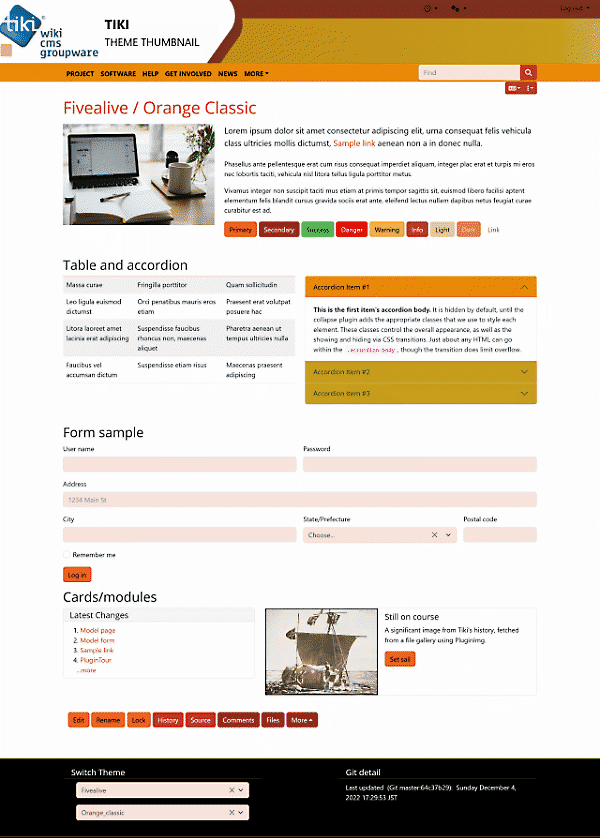 Log out
tiki
wiki
cms
groupware
TIKI
THEME THUMBNAIL
PROJECT SOFTWARE HELP GET INVOLVED NEWS MORE
Find
Fivealive / Orange Classic
Lorem ipsum dolor sit amet consectetur adipiscing elit, urna consequat felis vehicula
class ultricies mollis dictumst, Sample link aenean non a in donec nulla.
Phasellus ante pellentesque erat cum risus consequat imperdiet aliquam, integer plac erat et turpis mi eros
nec lobortis taciti, vehicula nisl litora tellus ligula porttitor metus.
Vivamus integer non suscipit taciti mus etiam at primis tempor sagittis sit, euismod libero facilisi aptent
elementum felis blandit cursus gravida sociis erat ante, eleifend lectus nullam dapibus netus feugiat curae
curabitur est ad.
Primary Secondary Success Danger Warning Info Light Dark Link
Table and accordion
Massa curae Fringilla porttitor Quam sollicitudin
Leo ligula euismod
dictumst
Orci penatibus mauris eros
etiam
Praesent erat volutpat
posuere hac
Litora laoreet amet
lacinia erat adipiscing
Suspendisse faucibus
rhoncus non, maecenas
aliquet
Pharetra aenean ut
tempus ultricies nulla
Faucibus vel
accumsan dictum
Suspendisse etiam risus
Maecenas praesent
adipiscing
Accordion Item #1
This is the first item's accordion body. It is hidden by default, until the
collapse plugin adds the appropriate classes that we use to style each
element. These classes control the overall appearance, as well as the
showing and hiding via CSS transitions. Just about any HTML can go
within the .accordion-body, though the transition does limit overflow.
Accordion Item #2
Accordion Item #3
Form sample
User name Password
Address
1234 Main St
City State/Prefecture Postal code
Choose...
Remember me
Log in
Cards/modules
Latest Changes
1. Model page
2. Model form
3. Sample link
4. PluginTour
...more
Still on course
A significant image from Tiki's history, fetched
from a file gallery using PluginImg.
Set sail
Edit Rename Lock History Source Comments Files More
Switch Theme
Fivealive
Orange_classic
Git detail
Last updated (Git master:64c37b29): Sunday December 4,
2022 17:29:53 JST